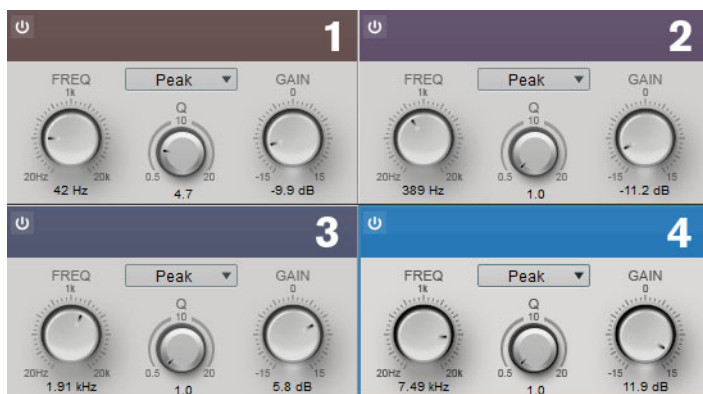 1
FREQ
Peak
GAIN
1k
Q
0
10
20Hz
20k
0.5
20
-15
15
42 Hz
4.7
-9.9 dB
2
FREQ
Peak
GAIN
1k
Q
0
10
20Hz
20k
0.5
20
-15
15
389 Hz
1.0
-11.2 dB
3
FREQ
Peak
GAIN
1k
Q
0
10
20Hz
20k
0.5
20
-15
15
1.91 kHz
1.0
5.8 dB
4
FREQ
Peak
GAIN
1k
Q
0
10
20Hz
20k
0.5
20
-15
15
7.49 kHz
1.0
11.9 dB